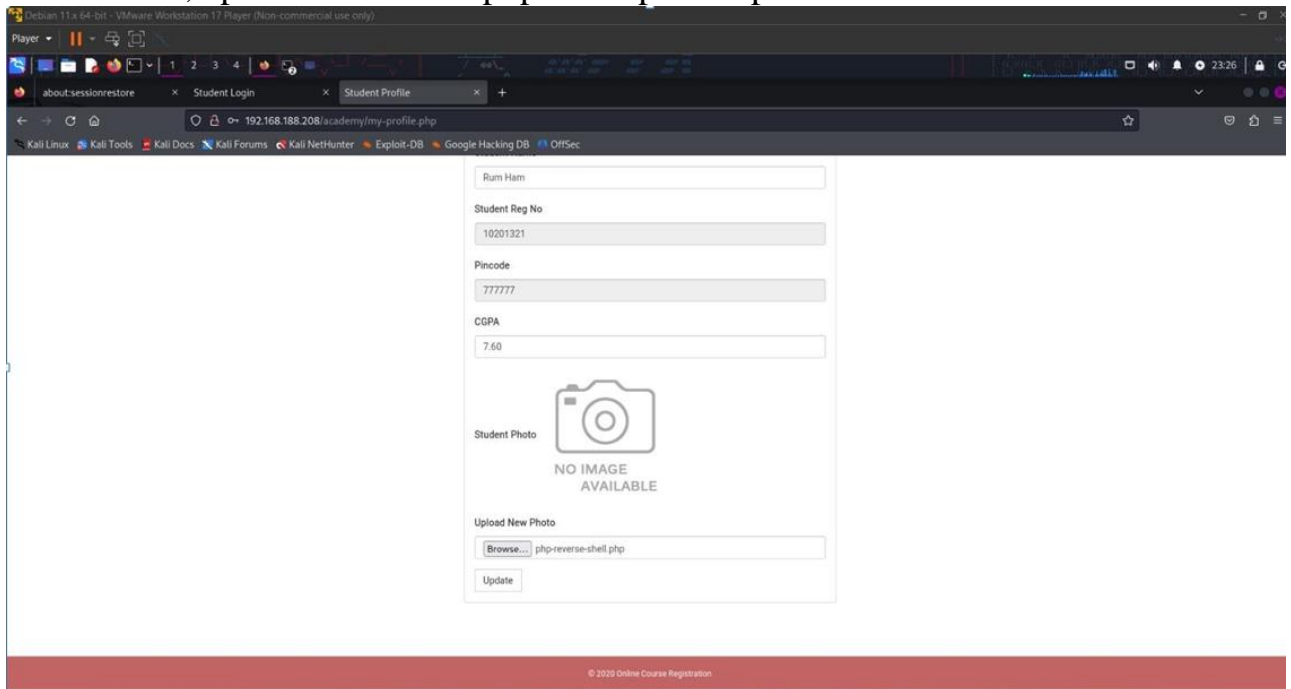 Debian 11.x 64-bit - VMware Workstation 17 Player (Non-commercial use only)
Player
1 2 3 4 23:26
about:sessionrestore × Student Login × Student Profile × +
192.168.188.208/academy/my-profile.php
Kali Linux Kali Tools Kali Docs Kali Forums Kali NetHunter Exploit-DB Google Hacking DB OffSec
Rum Ham
Student Reg No
10201321
Pincode
777777
CGPA
7.60
Student Photo
NO IMAGE
AVAILABLE
Upload New Photo
Browse... php-reverse-shell.php
Update
© 2020 Online Course Registration